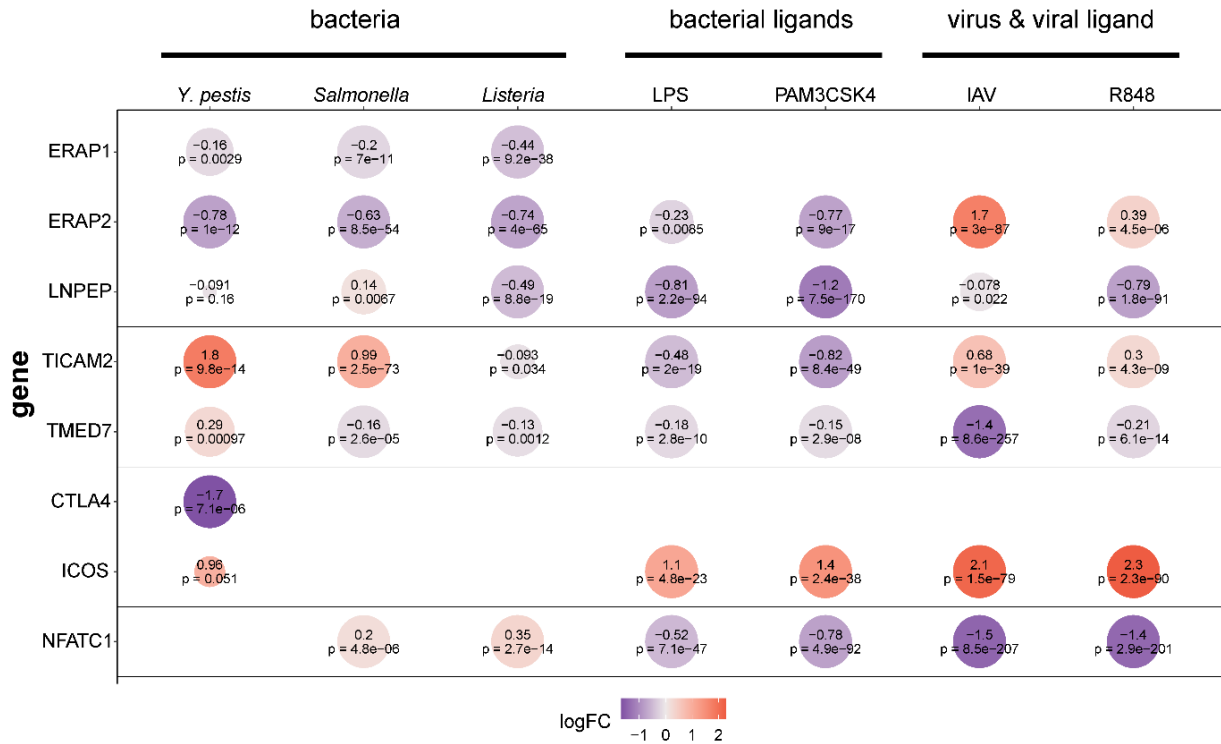 bacteria bacterial ligands virus & viral ligand
Y. pestis Salmonella Listeria LPS PAM3CSK4 IAV R848
ERAP1 −0.16 −0.2 −0.44
p = 0.0029 p = 7e−11 p = 9.2e−38
ERAP2 −0.78 −0.63 −0.74 −0.23 −0.77 1.7 0.39
p = 1e−12 p = 8.5e−54 p = 4e−65 p = 0.0085 p = 9e−17 p = 3e−87 p = 4.5e−06
LNPEP −0.091 0.14 −0.49 −0.81 −1.2 −0.078 −0.79
p = 0.16 p = 0.0067 p = 8.8e−19 p = 2.2e−94 p = 7.5e−170 p = 0.022 p = 1.8e−91
TICAM2 1.8 0.99 −0.093 −0.48 −0.82 0.68 0.3
p = 9.8e−14 p = 2.5e−73 p = 0.034 p = 2e−19 p = 8.4e−49 p = 1e−39 p = 4.3e−09
gene
TMED7 0.29 −0.16 −0.13 −0.18 −0.15 −1.4 −0.21
p = 0.00097 p = 2.6e−05 p = 0.0012 p = 2.8e−10 p = 2.9e−08 p = 8.6e−257 p = 6.1e−14
CTLA4 −1.7
p = 7.1e−06
ICOS 0.96 1.1 1.4 2.1 2.3
p = 0.051 p = 4.8e−23 p = 2.4e−38 p = 1.5e−79 p = 2.3e−90
NFATC1 0.2 0.35 −0.52 −0.78 −1.5 −1.4
p = 4.8e−06 p = 2.7e−14 p = 7.1e−47 p = 4.9e−92 p = 8.5e−207 p = 2.9e−201
logFC
−1 0 1 2